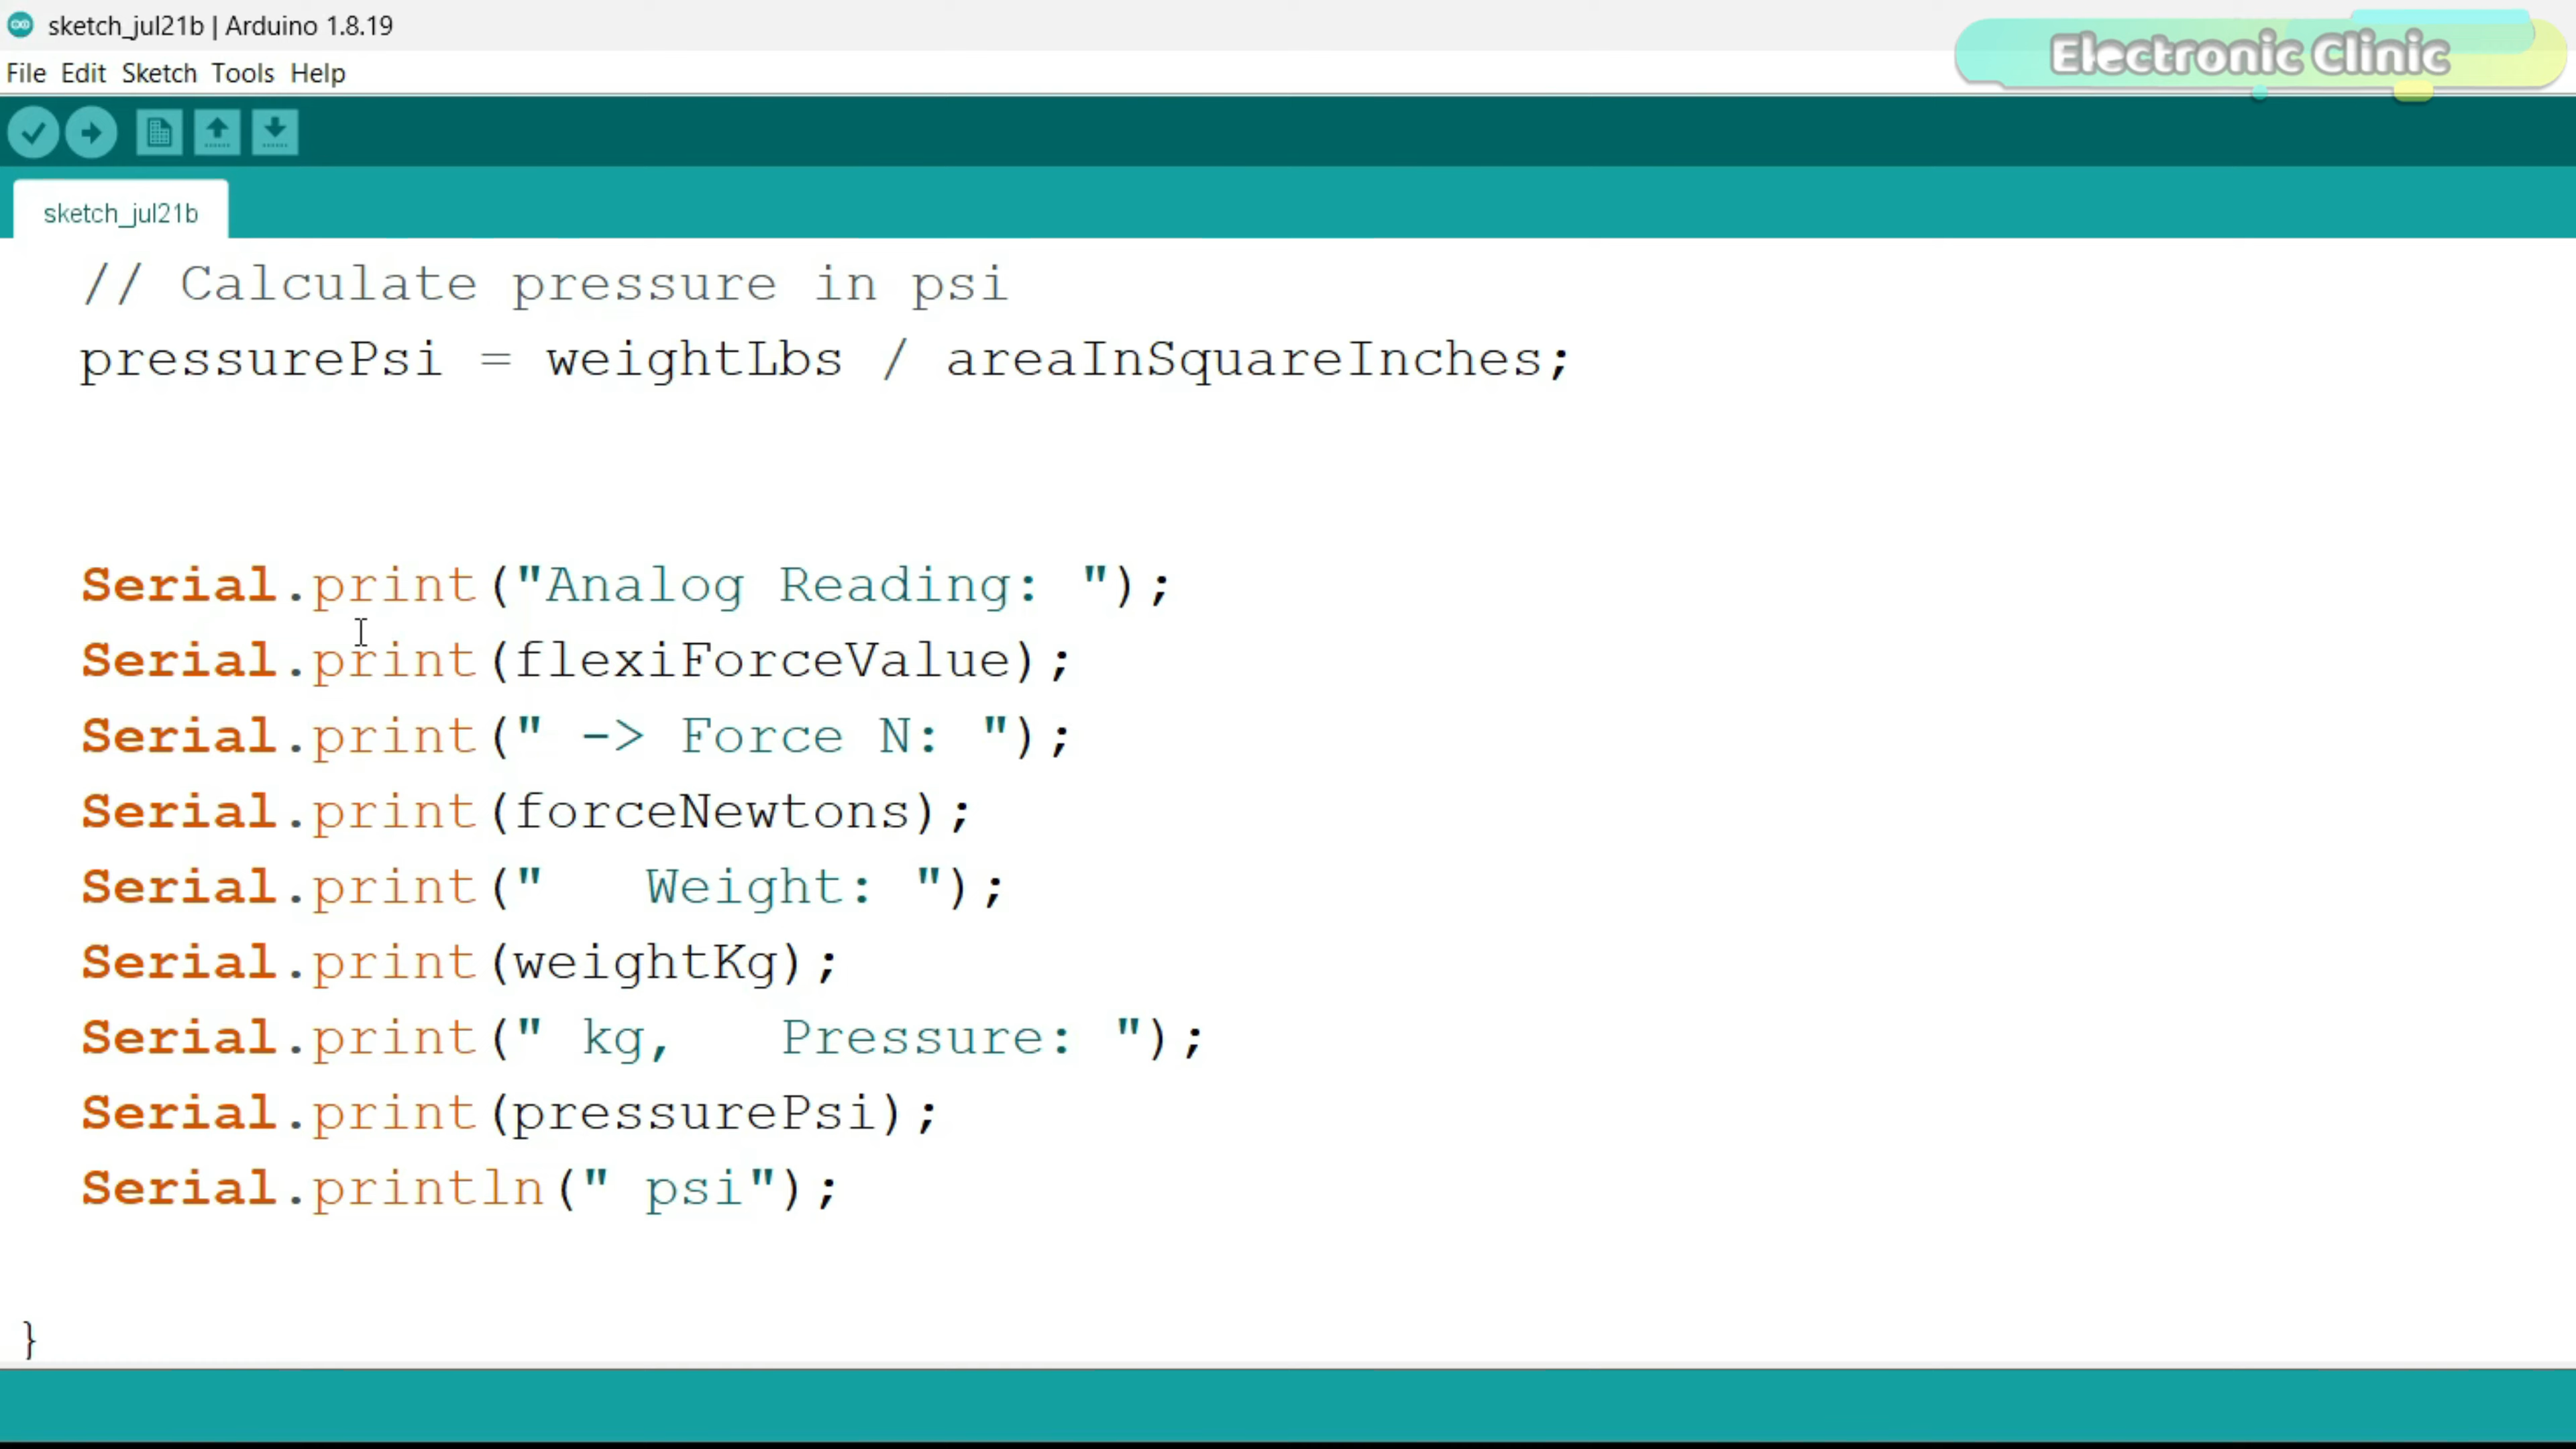 sketch_jul21b | Arduino 1.8.19
Electronic Clinic
File Edit Sketch Tools Help
sketch_jul21b
// Calculate pressure in psi
pressurePsi = weightLbs / areaInSquareInches;
Serial.print("Analog Reading: ");
Serial.print(flexiForceValue);
Serial.print(" -> Force N: ");
Serial.print(forceNewtons);
Serial.print("   Weight: ");
Serial.print(weightKg);
Serial.print(" kg,   Pressure: ");
Serial.print(pressurePsi);
Serial.println(" psi");
}